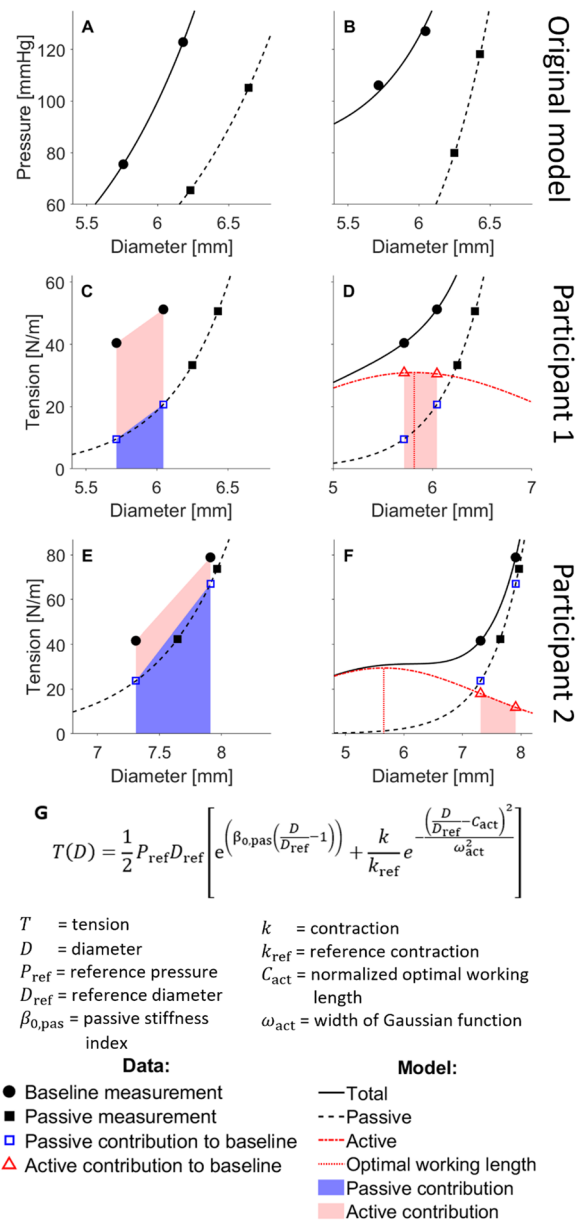 A
B
Pressure [mmHg]
120
100
80
60
5.5 6 6.5
5.5 6 6.5
Diameter [mm]
Diameter [mm]
Original model
C
D
Tension [N/m]
60
40
20
0
5.5 6 6.5
5 6 7
Diameter [mm]
Diameter [mm]
Participant 1
E
F
Tension [N/m]
80
60
40
20
0
7 7.5 8
5 6 7 8
Diameter [mm]
Diameter [mm]
Participant 2
G
T(D) = 1/2 P_ref D_ref [ e^(β_0,pas(D/D_ref −1)) + k/k_ref e^(−(D/D_ref − C_act)^2/ω_act^2) ]
T = tension
D = diameter
P_ref = reference pressure
D_ref = reference diameter
β_0,pas = passive stiffness
index
k = contraction
k_ref = reference contraction
C_act = normalized optimal working
length
ω_act = width of Gaussian function
Data:
Baseline measurement
Passive measurement
Passive contribution to baseline
Active contribution to baseline
Model:
Total
Passive
Active
Optimal working length
Passive contribution
Active contribution